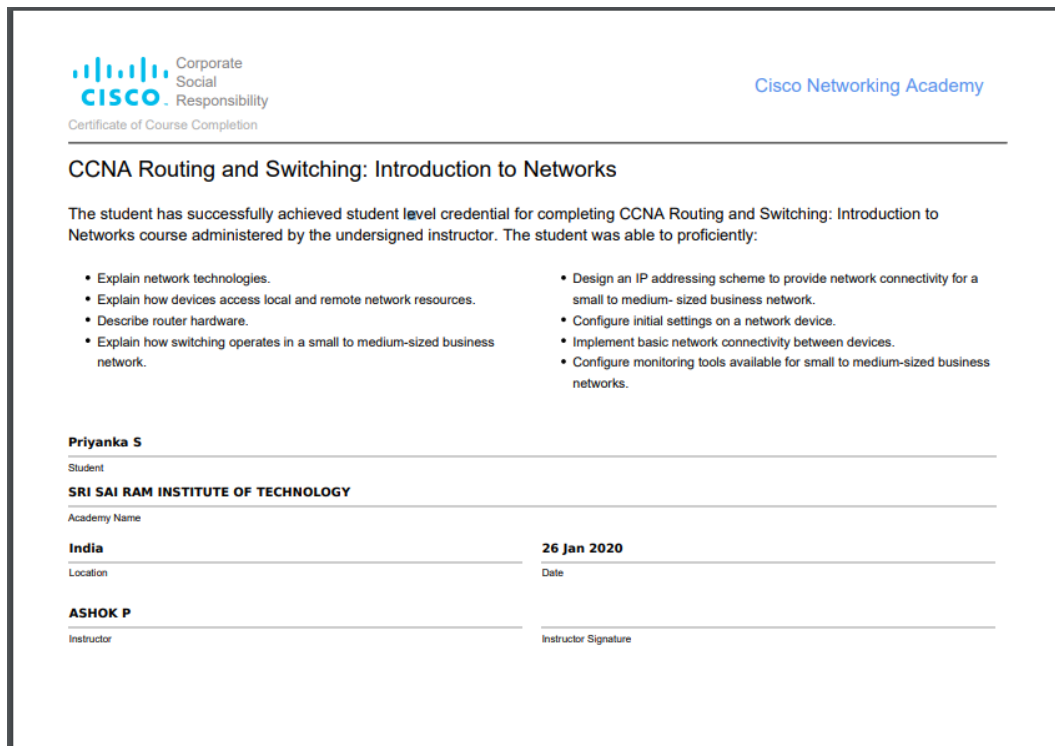 Corporate
Social
CISCO Responsibility
Cisco Networking Academy
Certificate of Course Completion
CCNA Routing and Switching: Introduction to Networks
The student has successfully achieved student level credential for completing CCNA Routing and Switching: Introduction to
Networks course administered by the undersigned instructor. The student was able to proficiently:
• Explain network technologies.
• Explain how devices access local and remote network resources.
• Describe router hardware.
• Explain how switching operates in a small to medium-sized business
network.
• Design an IP addressing scheme to provide network connectivity for a
small to medium- sized business network.
• Configure initial settings on a network device.
• Implement basic network connectivity between devices.
• Configure monitoring tools available for small to medium-sized business
networks.
Priyanka S
Student
SRI SAI RAM INSTITUTE OF TECHNOLOGY
Academy Name
India
Location
26 Jan 2020
Date
ASHOK P
Instructor
Instructor Signature